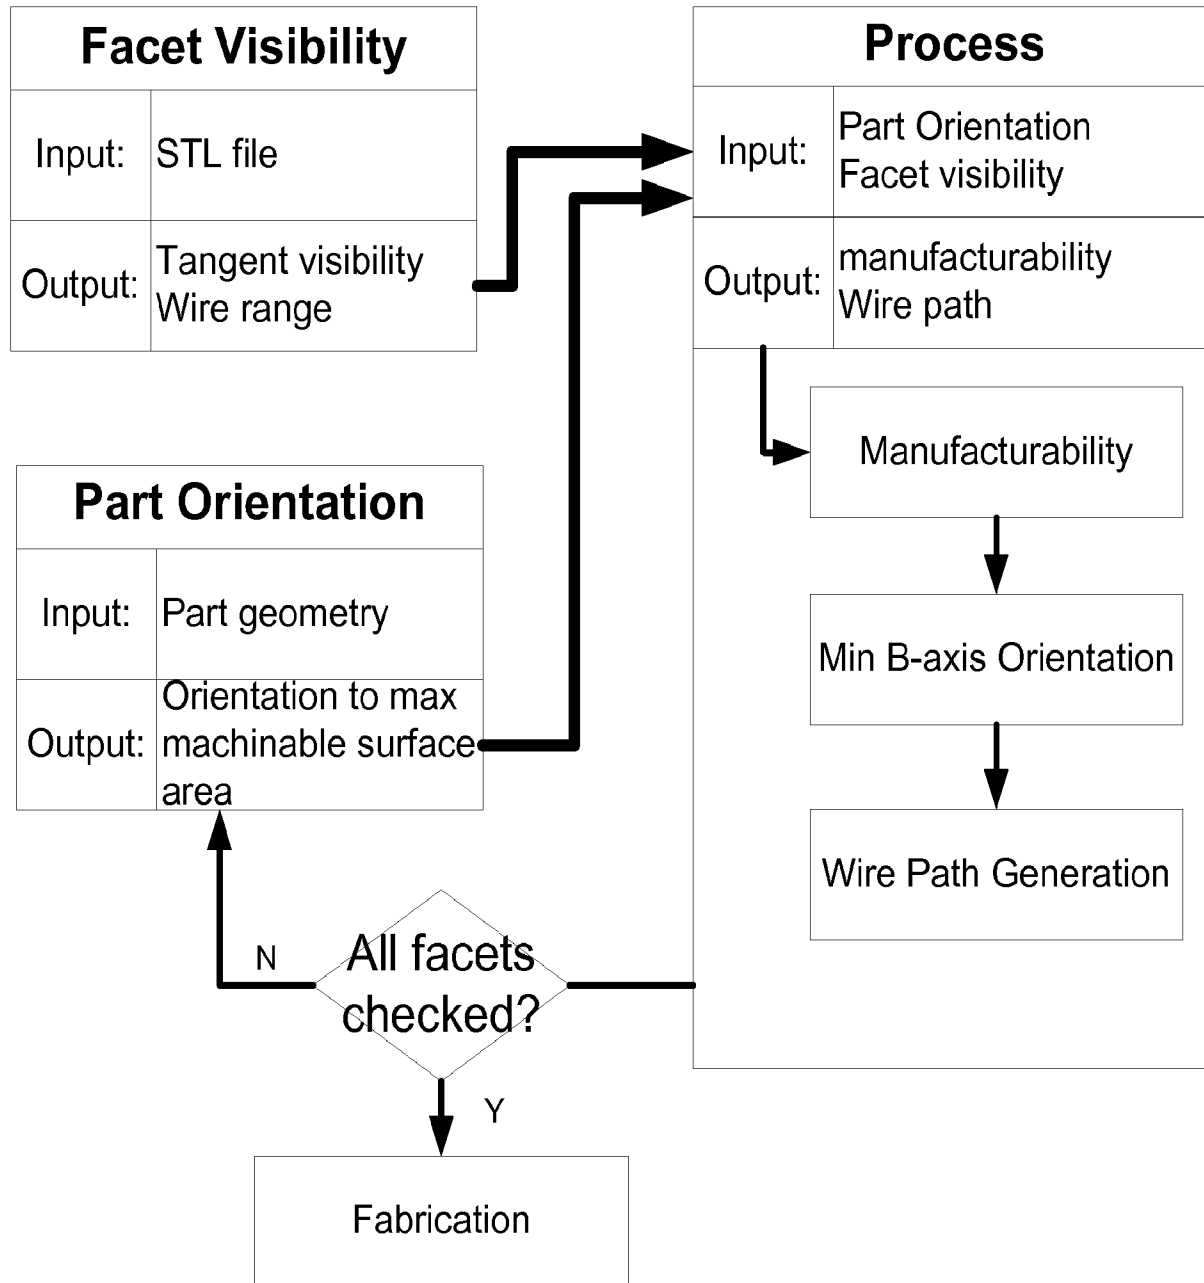 Facet Visibility
Input:
STL file
Output:
Tangent visibility
Wire range
Process
Input:
Part Orientation
Facet visibility
Output:
manufacturability
Wire path
Manufacturability
Min B-axis Orientation
Wire Path Generation
Part Orientation
Input:
Part geometry
Output:
Orientation to max
machinable surface
area
N
All facets
checked?
Y
Fabrication